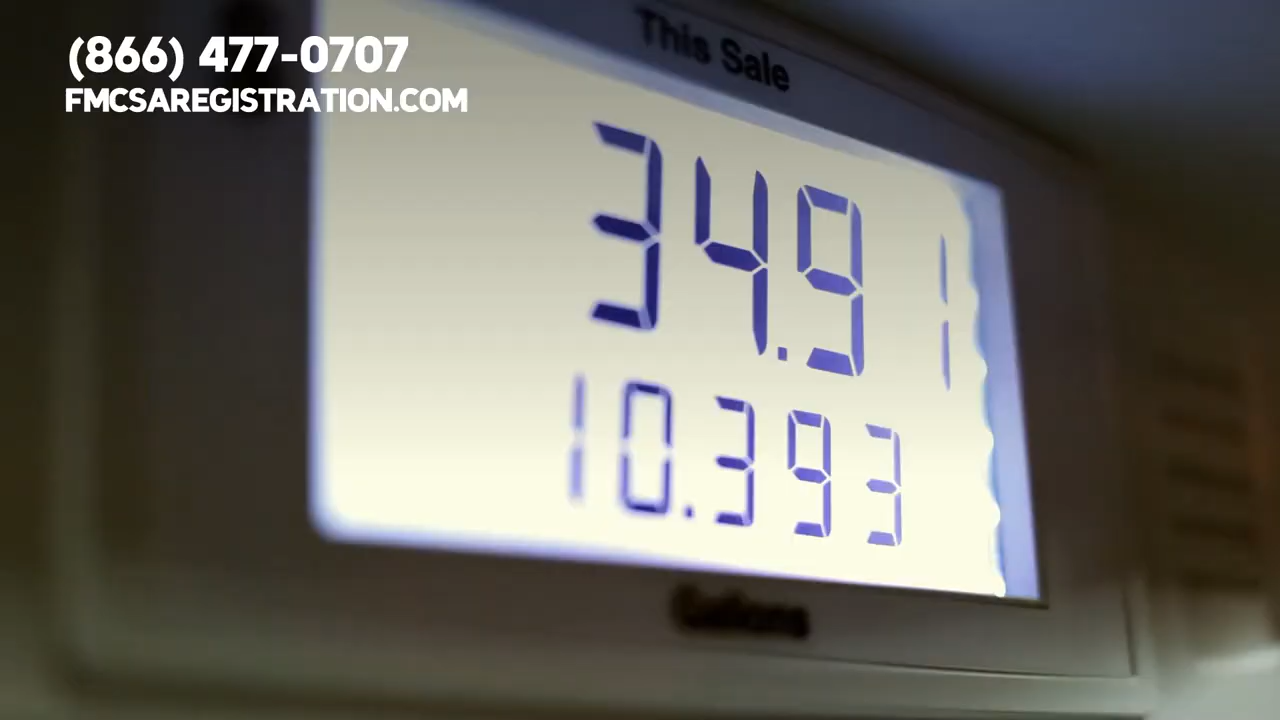 (866) 477-0707
FMCSAREGISTRATION.COM
This Sale
34.91
10.393
Gallons